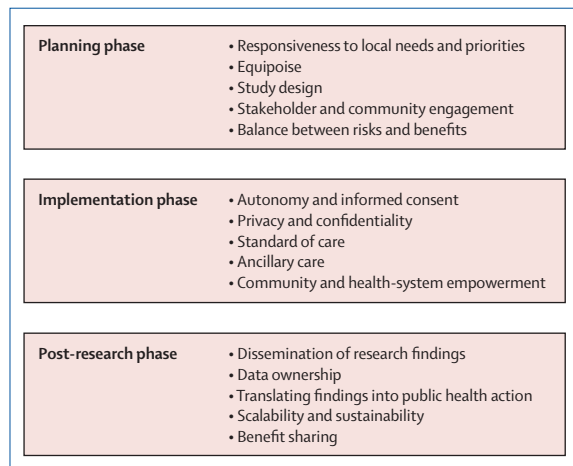 Planning phase
• Responsiveness to local needs and priorities
• Equipoise
• Study design
• Stakeholder and community engagement
• Balance between risks and benefits
Implementation phase
• Autonomy and informed consent
• Privacy and confidentiality
• Standard of care
• Ancillary care
• Community and health-system empowerment
Post-research phase
• Dissemination of research findings
• Data ownership
• Translating findings into public health action
• Scalability and sustainability
• Benefit sharing